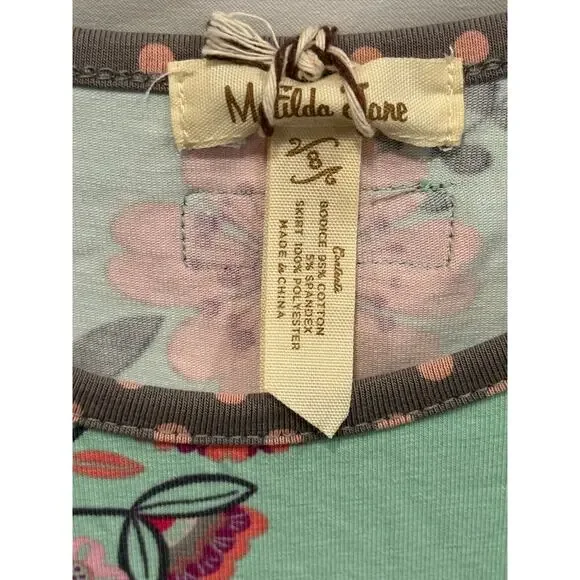 Matilda Jane
Contents
BODICE 95% COTTON
5% SPANDEX
SKIRT 100% POLYESTER
MADE in CHINA